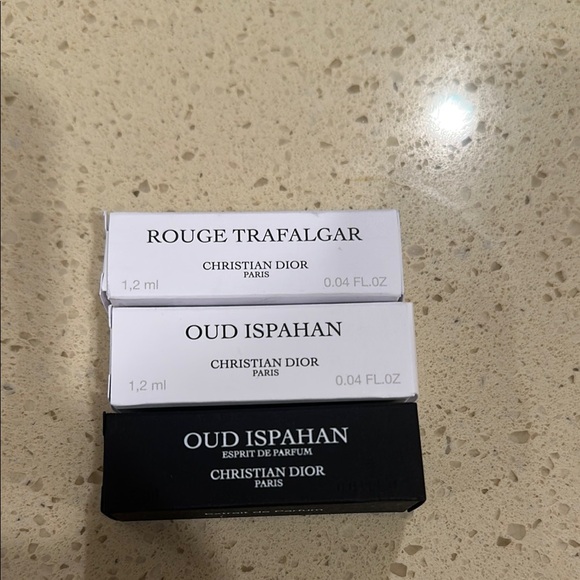 ROUGE TRAFALGAR
CHRISTIAN DIOR
PARIS
1,2 ml 0.04 FL.OZ
OUD ISPAHAN
CHRISTIAN DIOR
PARIS
1,2 ml 0.04 FL.OZ
OUD ISPAHAN
ESPRIT DE PARFUM
CHRISTIAN DIOR
PARIS